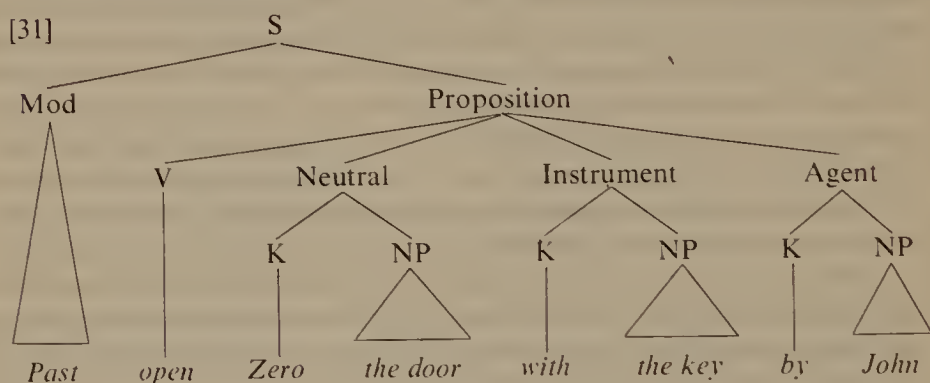 [31]
S
Mod Proposition
V Neutral Instrument Agent
K NP K NP K NP
Past open Zero the door with the key by John